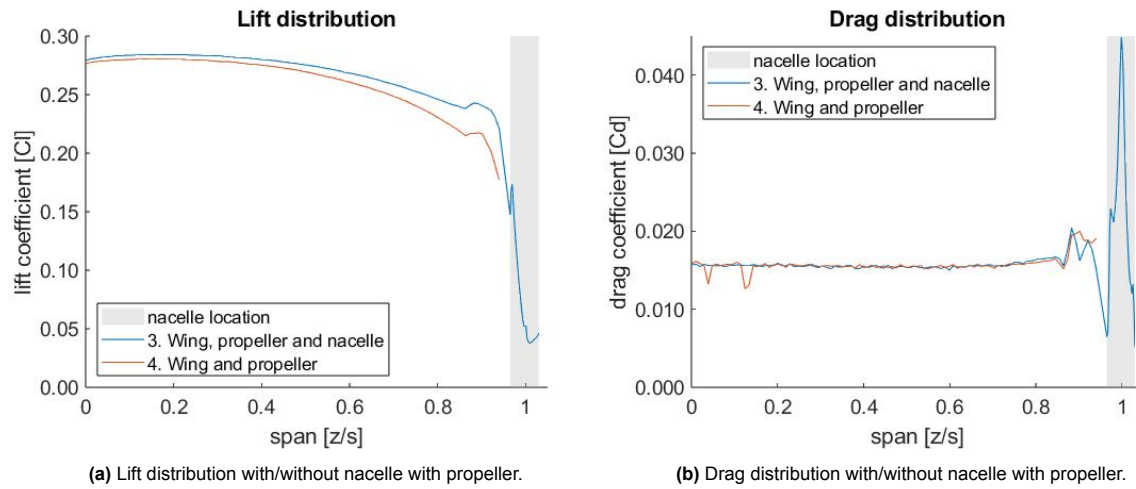 Lift distribution
0.30
0.25
0.20
0.15
0.10
0.05
0.00
lift coefficient [Cl]
nacelle location
3. Wing, propeller and nacelle
4. Wing and propeller
0 0.2 0.4 0.6 0.8 1
span [z/s]
(a) Lift distribution with/without nacelle with propeller.
Drag distribution
0.040
0.030
0.020
0.010
0.000
drag coefficient [Cd]
nacelle location
3. Wing, propeller and nacelle
4. Wing and propeller
0 0.2 0.4 0.6 0.8 1
span [z/s]
(b) Drag distribution with/without nacelle with propeller.